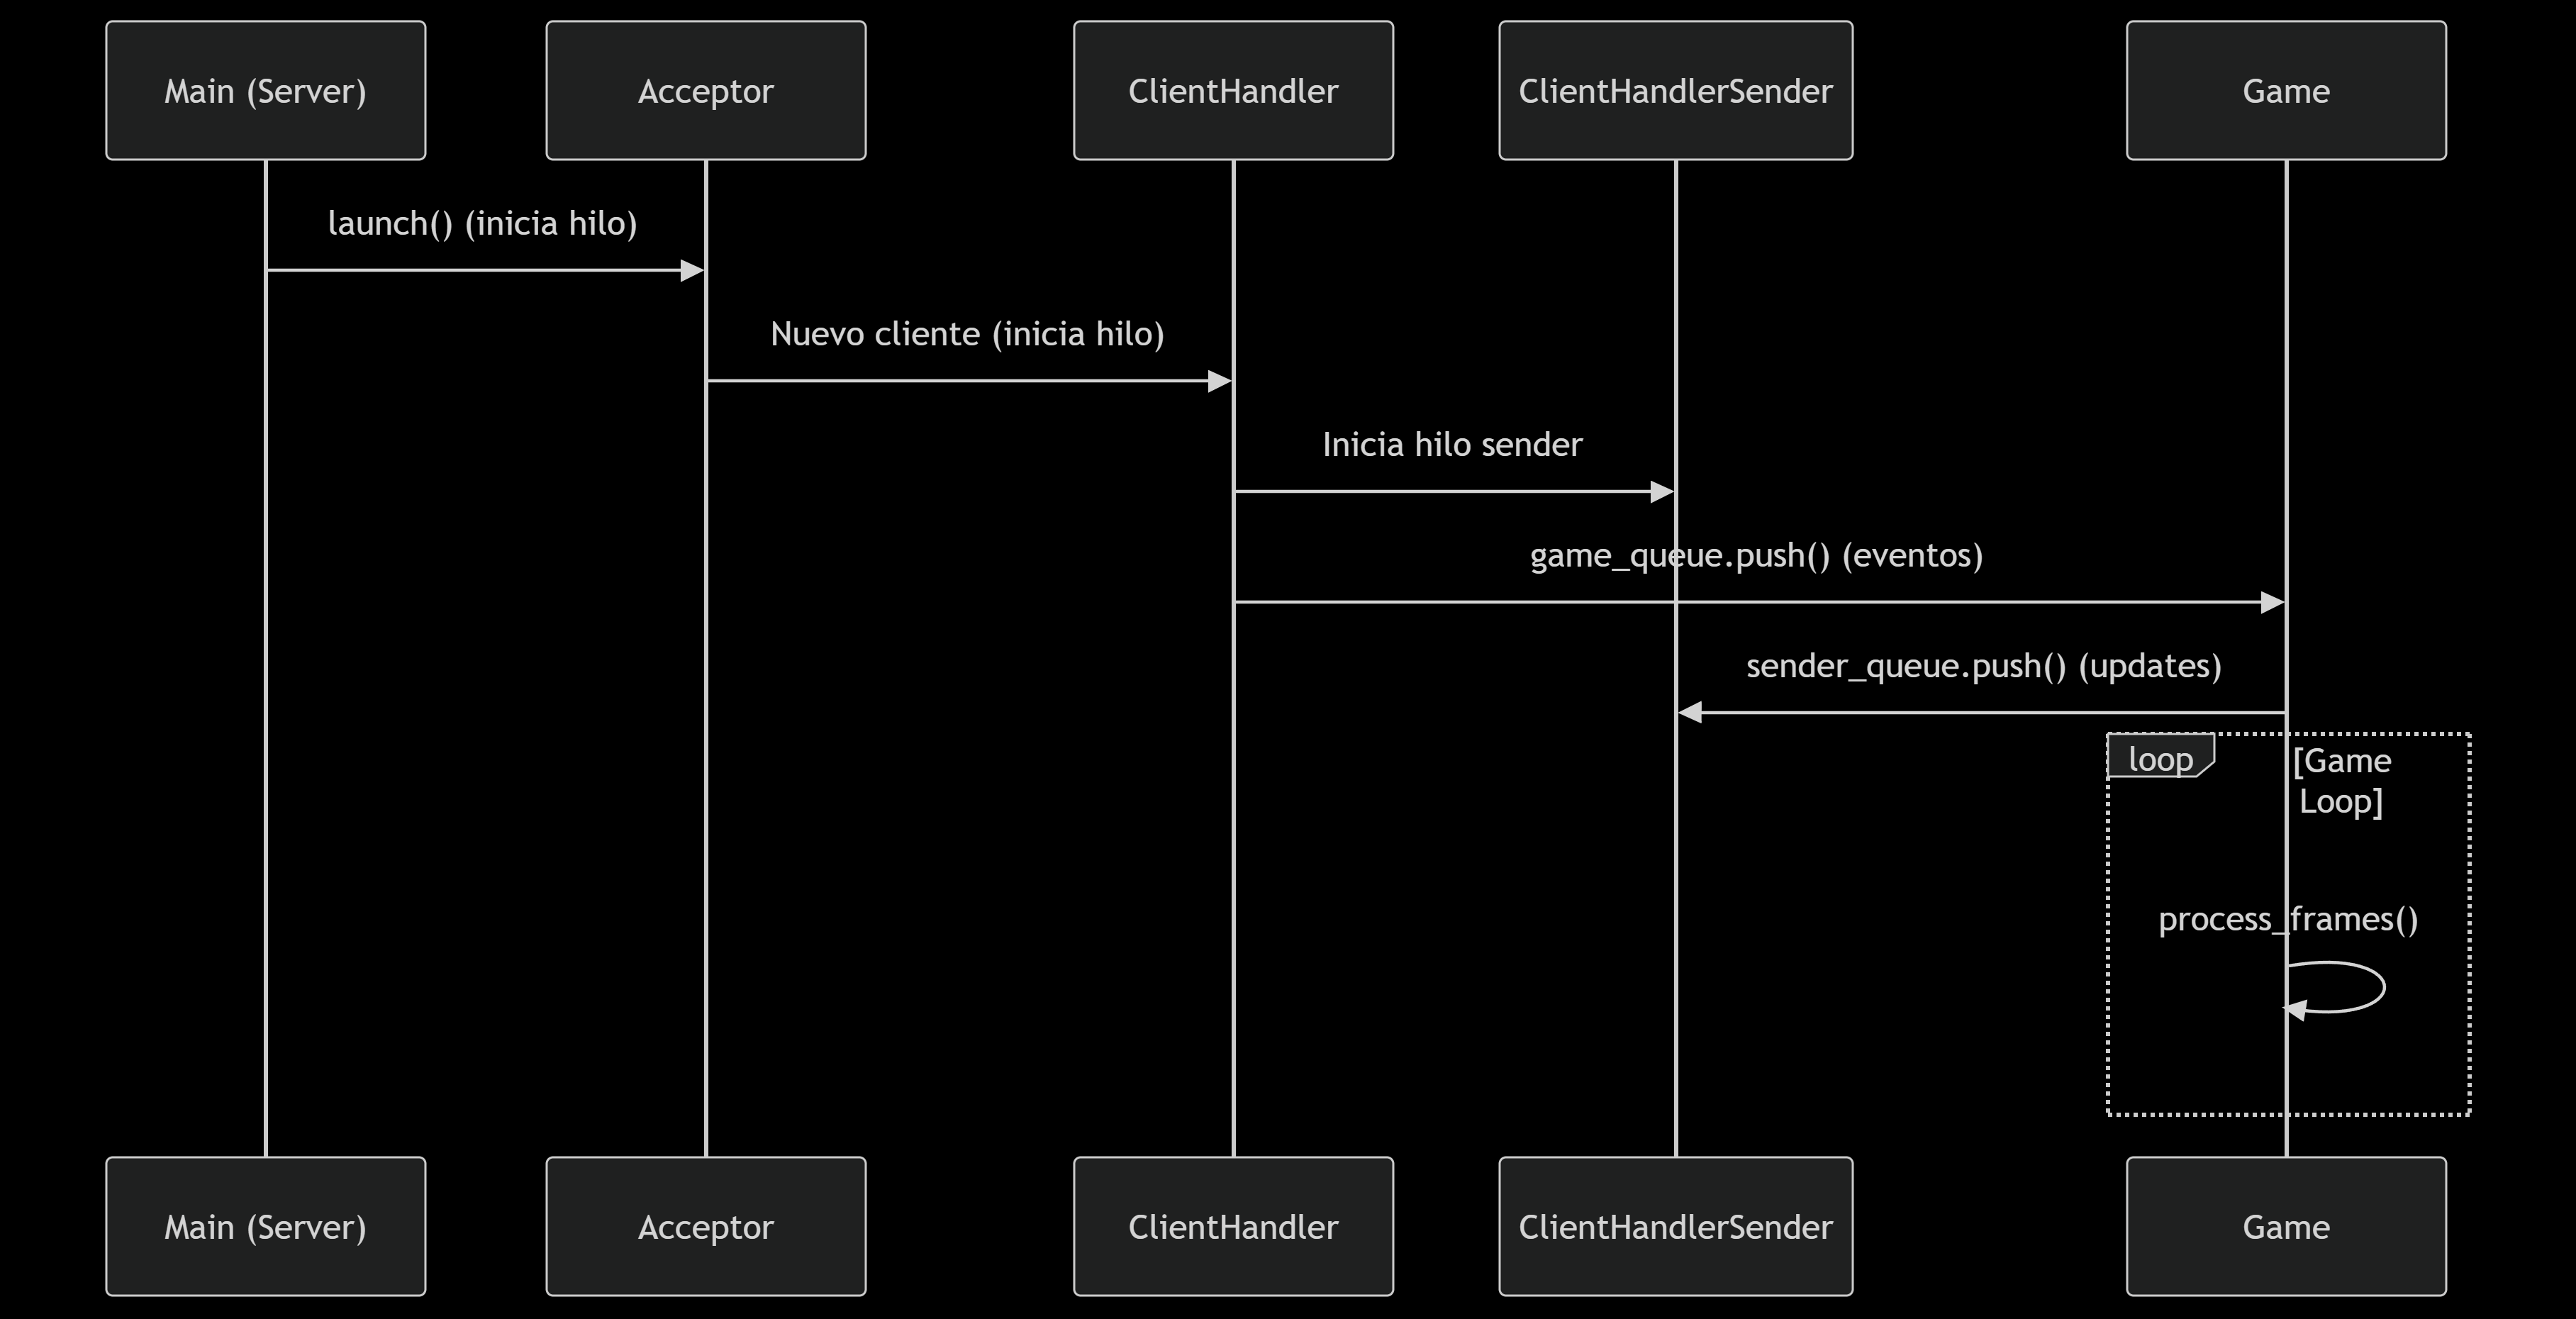 Main (Server)
Acceptor
ClientHandler
ClientHandlerSender
Game
launch() (inicia hilo)
Nuevo cliente (inicia hilo)
Inicia hilo sender
game_queue.push() (eventos)
sender_queue.push() (updates)
loop
[Game
Loop]
process_frames()
Main (Server)
Acceptor
ClientHandler
ClientHandlerSender
Game